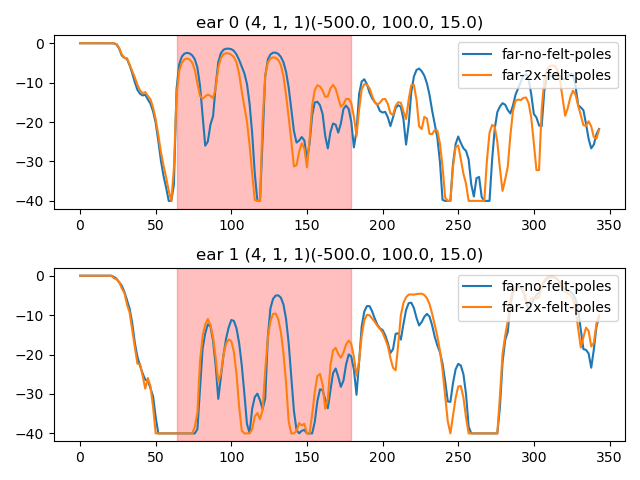 ear 0 (4, 1, 1)(-500.0, 100.0, 15.0)
0
−10
−20
−30
−40
far-no-felt-poles
far-2x-felt-poles
0 50 100 150 200 250 300 350
ear 1 (4, 1, 1)(-500.0, 100.0, 15.0)
0
−10
−20
−30
−40
far-no-felt-poles
far-2x-felt-poles
0 50 100 150 200 250 300 350